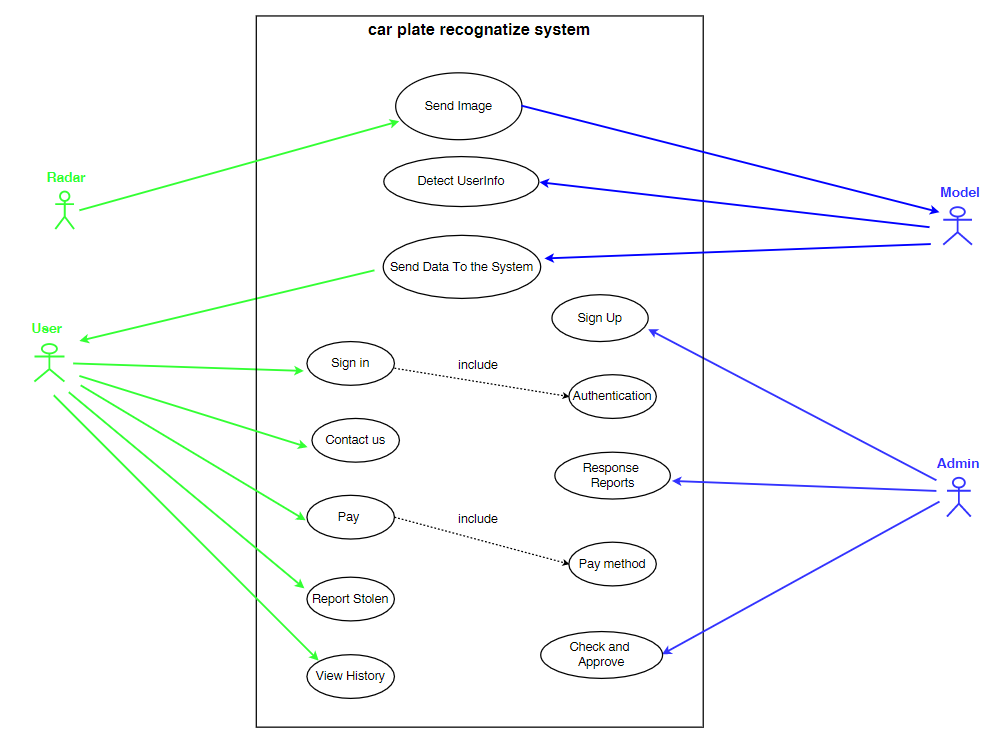 car plate recognatize system
Send Image
Radar
Detect UserInfo
Model
Send Data To the System
User
Sign Up
Sign in
include
Authentication
Contact us
Response
Reports
Admin
Pay
include
Pay method
Report Stolen
Check and
Approve
View History